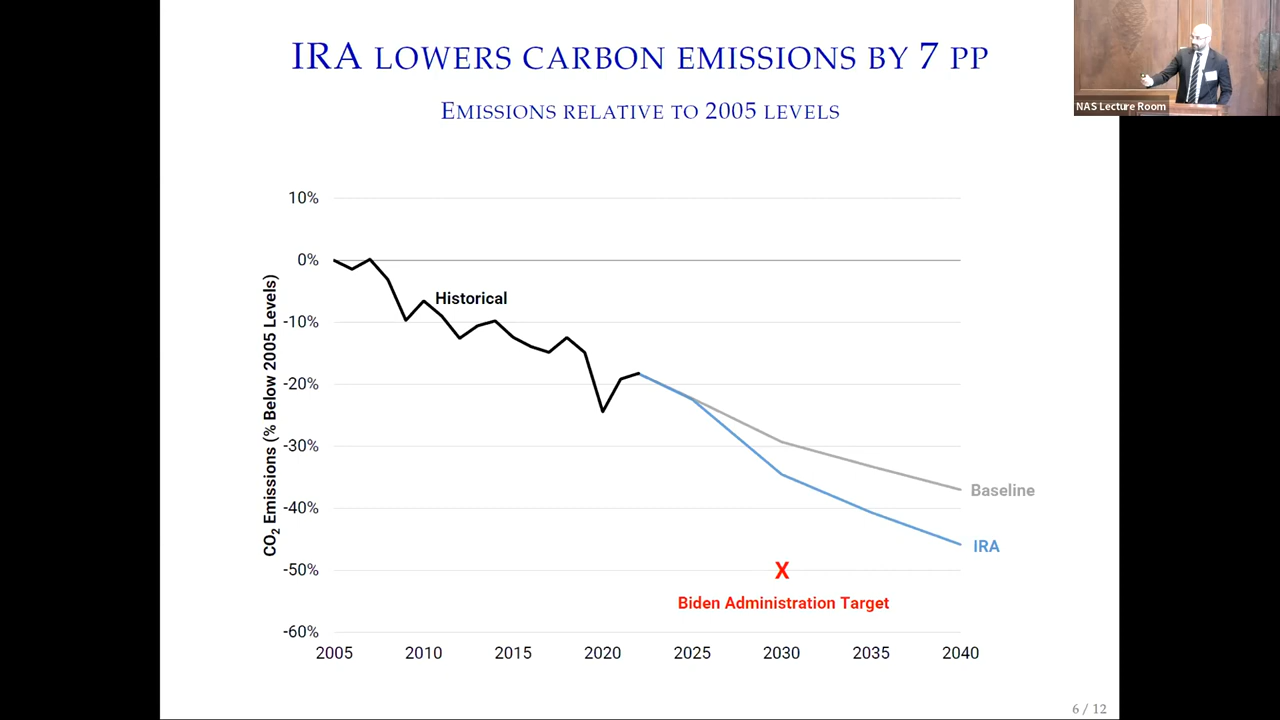 IRA LOWERS CARBON EMISSIONS BY 7 PP
EMISSIONS RELATIVE TO 2005 LEVELS
NAS Lecture Room
10%
0%
-10%
-20%
-30%
-40%
-50%
-60%
CO₂ Emissions (% Below 2005 Levels)
Historical
Baseline
IRA
X
Biden Administration Target
2005 2010 2015 2020 2025 2030 2035 2040
6 / 12